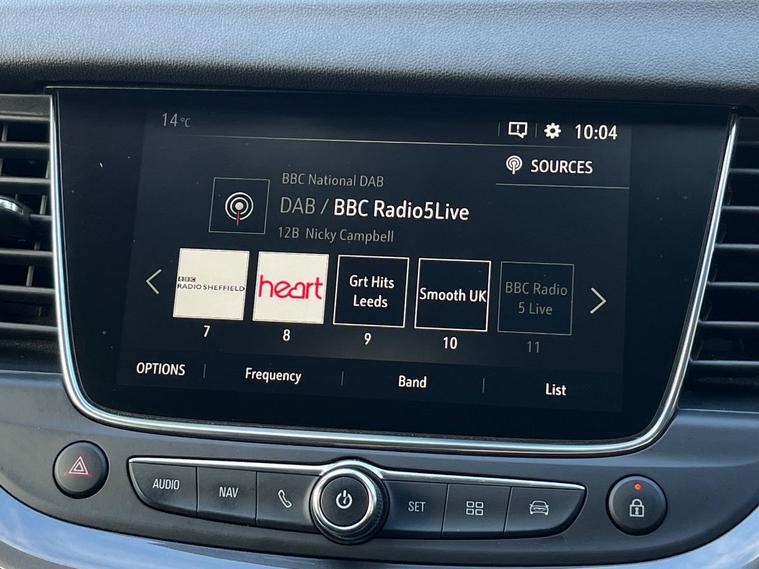 14°C
10:04
SOURCES
BBC National DAB
DAB / BBC Radio5Live
12B Nicky Campbell
BBC
RADIO SHEFFIELD
heart
Grt Hits
Leeds
Smooth UK
BBC Radio
5 Live
7
8
9
10
11
OPTIONS
Frequency
Band
List
AUDIO
NAV
SET